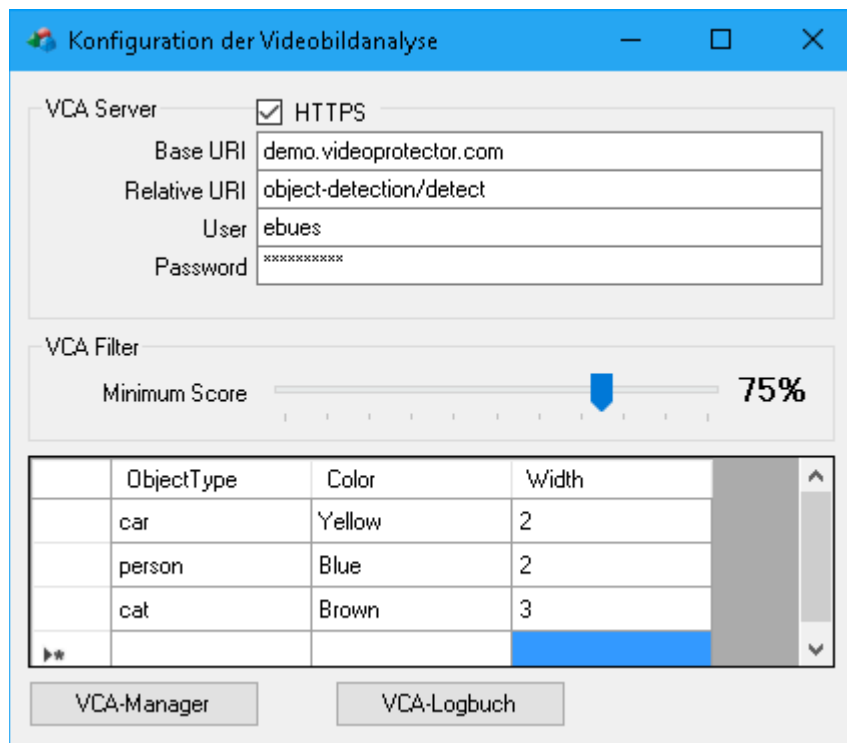 Konfiguration der Videobildanalyse
VCA Server HTTPS
Base URI demo.videoprotector.com
Relative URI object-detection/detect
User ebues
Password **********
VCA Filter
Minimum Score 75%
ObjectType Color Width
car Yellow 2
person Blue 2
cat Brown 3
VCA-Manager VCA-Logbuch